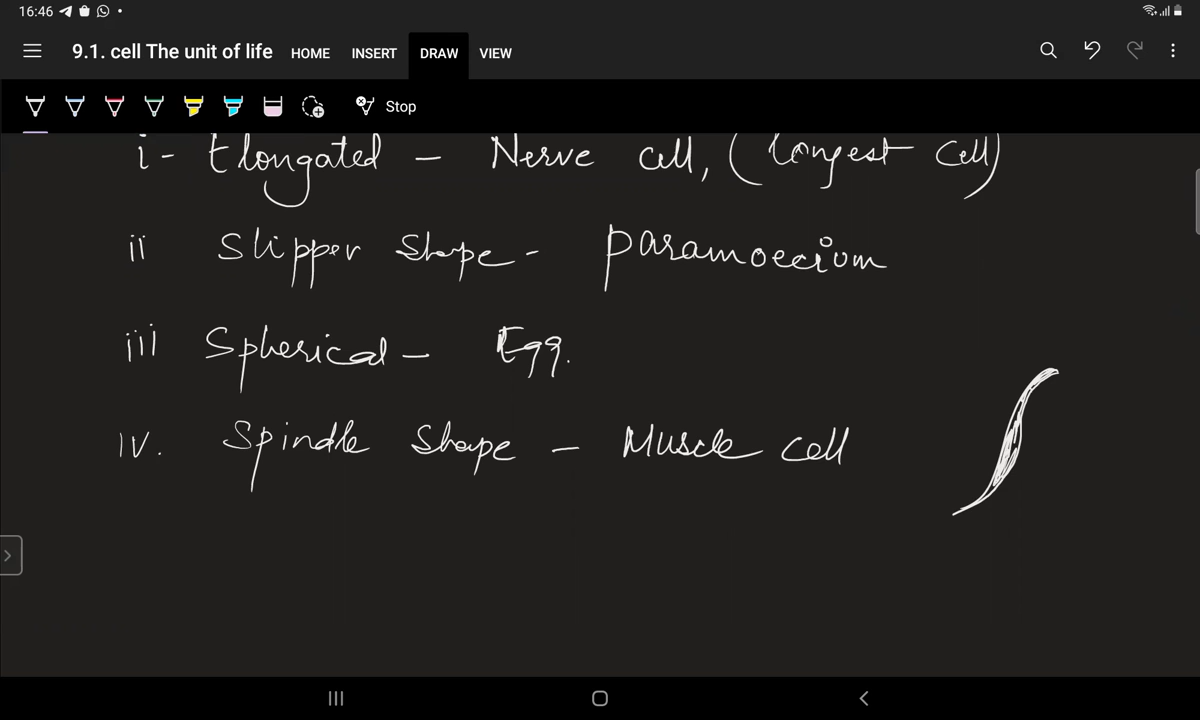 16:46
9.1. cell The unit of life HOME INSERT DRAW VIEW
Stop
i- Elongated - Nerve cell, (longest cell)
ii Slipper shape - paramoecium
iii Spherical - Egg.
iv. Spindle shape - Muscle cell